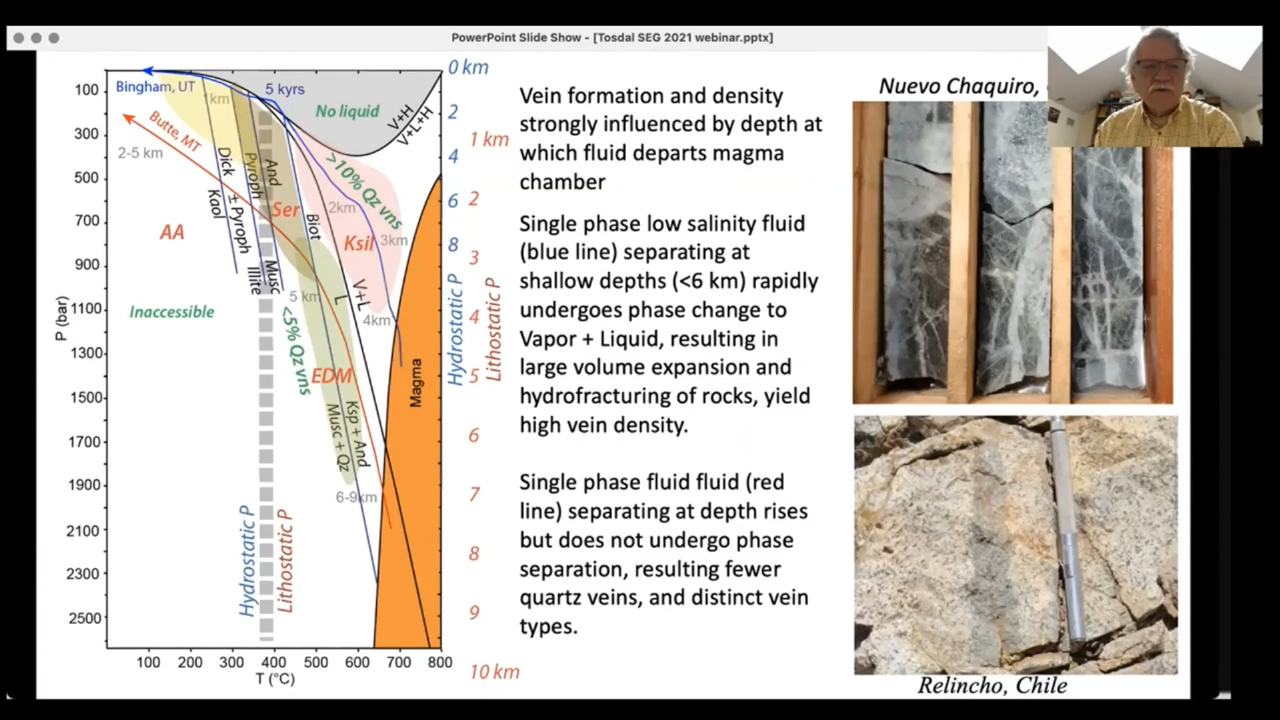 PowerPoint Slide Show - [Tosdal SEG 2021 webinar.pptx]
Vein formation and density
strongly influenced by depth at
which fluid departs magma
chamber
Single phase low salinity fluid
(blue line) separating at
shallow depths (<6 km) rapidly
undergoes phase change to
Vapor + Liquid, resulting in
large volume expansion and
hydrofracturing of rocks, yield
high vein density.
Single phase fluid fluid (red
line) separating at depth rises
but does not undergo phase
separation, resulting fewer
quartz veins, and distinct vein
types.
Nuevo Chaquiro,
Relincho, Chile
P (bar)
100
300
500
700
900
1100
1300
1500
1700
1900
2100
2300
2500
100 200 300 400 500 600 700 800
T (°C)
0 km
2
4
6
8
Hydrostatic P
1 km
2
3
4
5
6
7
8
9
10 km
Lithostatic P
Bingham, UT
5 kyrs
1km
No liquid
V+H
V+L+H
Butte, MT
2-5 km
>10% Qz vns
Dick
Kaol
Pyroph
± Pyroph
And
Ser
Biot
2km
Ksil
3km
AA
Illite
Musc
5 km
L
V+L
4km
Inaccessible
<5% Qz vns
EDM
Magma
Ksp + And
Musc + Qz
6-9km
Hydrostatic P
Lithostatic P